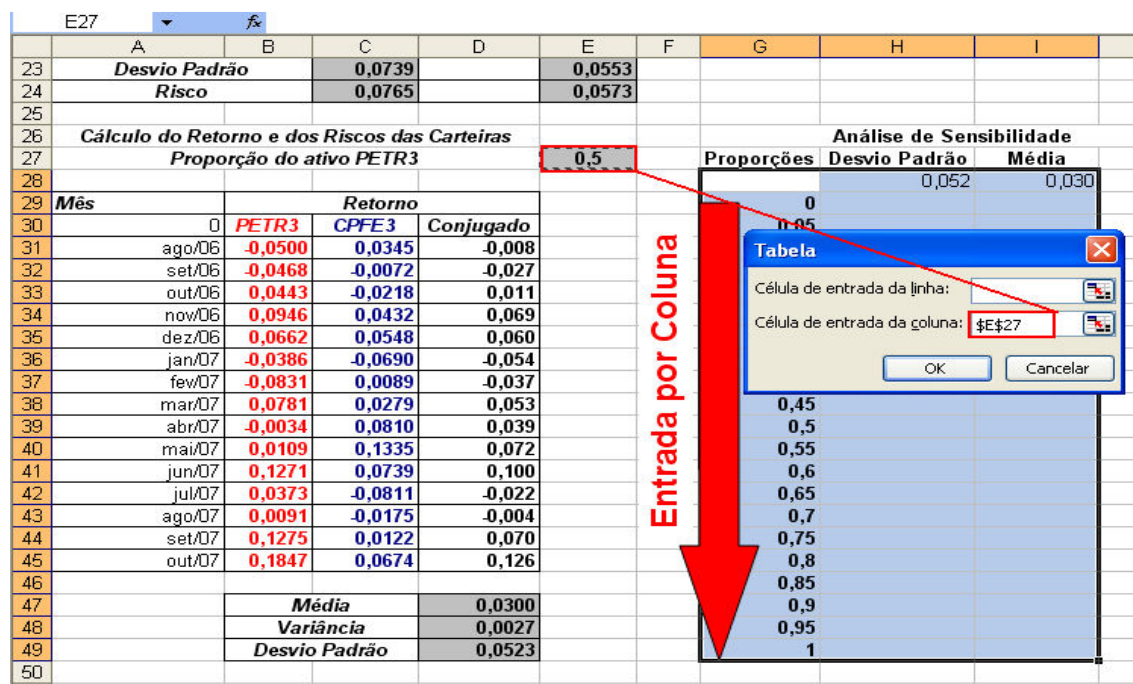 E27 fx
A B C D E F G H I
23 Desvio Padrão 0,0739 0,0553
24 Risco 0,0765 0,0573
25
26 Cálculo do Retorno e dos Riscos das Carteiras Análise de Sensibilidade
27 Proporção do ativo PETR3 0,5 Proporções Desvio Padrão Média
28 0,052 0,030
29 Mês Retorno 0
30 0 PETR3 CPFE3 Conjugado 0,05
31 ago/06 -0,0500 0,0345 -0,008
32 set/06 -0,0468 -0,0072 -0,027
33 out/06 0,0443 -0,0218 0,011
34 nov/06 0,0946 0,0432 0,069
35 dez/06 0,0662 0,0548 0,060
36 jan/07 -0,0386 -0,0690 -0,054
37 fev/07 -0,0831 0,0089 -0,037
38 mar/07 0,0781 0,0279 0,053 0,45
39 abr/07 -0,0034 0,0810 0,039 0,5
40 mai/07 0,0109 0,1335 0,072 0,55
41 jun/07 0,1271 0,0739 0,100 0,6
42 jul/07 0,0373 -0,0811 -0,022 0,65
43 ago/07 0,0091 -0,0175 -0,004 0,7
44 set/07 0,1275 0,0122 0,070 0,75
45 out/07 0,1847 0,0674 0,126 0,8
46 0,85
47 Média 0,0300 0,9
48 Variância 0,0027 0,95
49 Desvio Padrão 0,0523 1
50
Entrada por Coluna
Tabela
Célula de entrada da linha:
Célula de entrada da coluna: $E$27
OK Cancelar